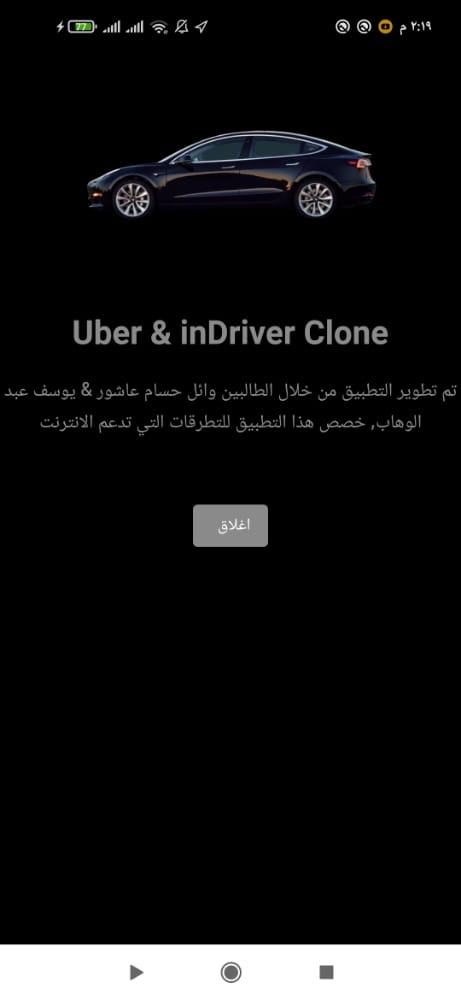 77
م ٢:١٩
Uber & inDriver Clone
تم تطوير التطبيق من خلال الطالبين وائل حسام عاشور & يوسف عبد
الوهاب, خصص هذا التطبيق للتطرقات التي تدعم الانترنت
اغلاق